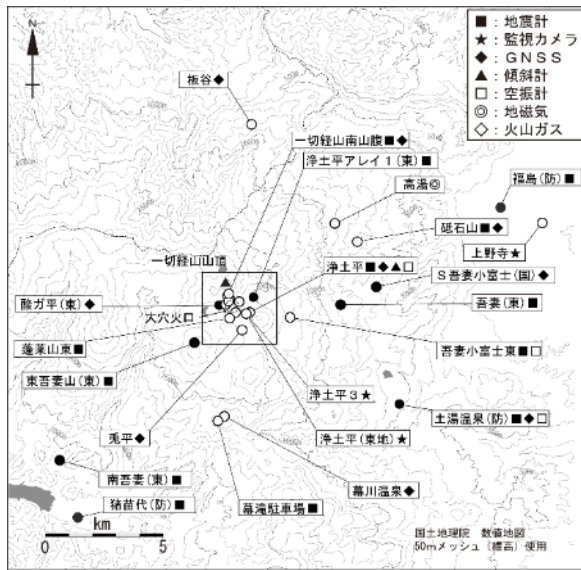 ■：地震計
★：監視カメラ
◆：ＧＮＳＳ
▲：傾斜計
□：空振計
◎：地磁気
◇：火山ガス
板谷◆
一切経山南山腹■◆
浄土平アレイ１(東)■
高湯◎
福島(防)■
砥石山■◆
上野寺★
一切経山山頂
浄土平■◆▲□
Ｓ吾妻小富士(国)◆
酸ガ平(東)◆
大穴火口
吾妻(東)■
蓬莱山東■
吾妻小富士東■□
東吾妻山(東)■
浄土平３★
土湯温泉(防)■◆□
兎平◆
浄土平(東地)★
南吾妻(東)■
幕川温泉◆
猪苗代(防)■
幕滝駐車場■
km
0 5
国土地理院 数値地図
50mメッシュ（標高）使用